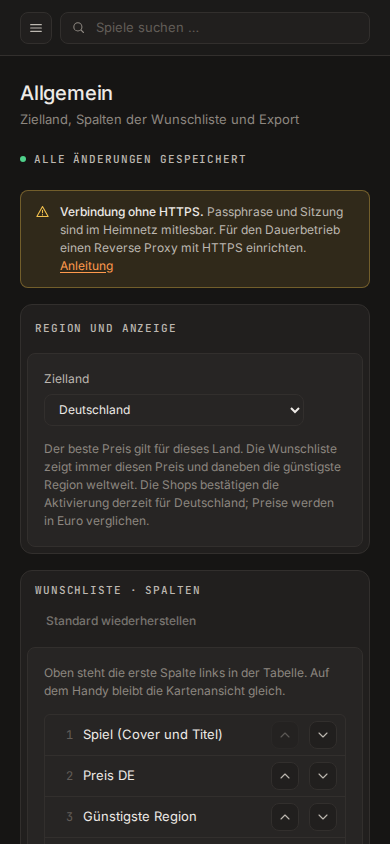 Spiele suchen ...
Allgemein
Zielland, Spalten der Wunschliste und Export
ALLE ÄNDERUNGEN GESPEICHERT
Verbindung ohne HTTPS. Passphrase und Sitzung
sind im Heimnetz mitlesbar. Für den Dauerbetrieb
einen Reverse Proxy mit HTTPS einrichten.
Anleitung
REGION UND ANZEIGE
Zielland
Deutschland
Der beste Preis gilt für dieses Land. Die Wunschliste
zeigt immer diesen Preis und daneben die günstigste
Region weltweit. Die Shops bestätigen die
Aktivierung derzeit für Deutschland; Preise werden
in Euro verglichen.
WUNSCHLISTE · SPALTEN
Standard wiederherstellen
Oben steht die erste Spalte links in der Tabelle. Auf
dem Handy bleibt die Kartenansicht gleich.
1 Spiel (Cover und Titel)
2 Preis DE
3 Günstigste Region